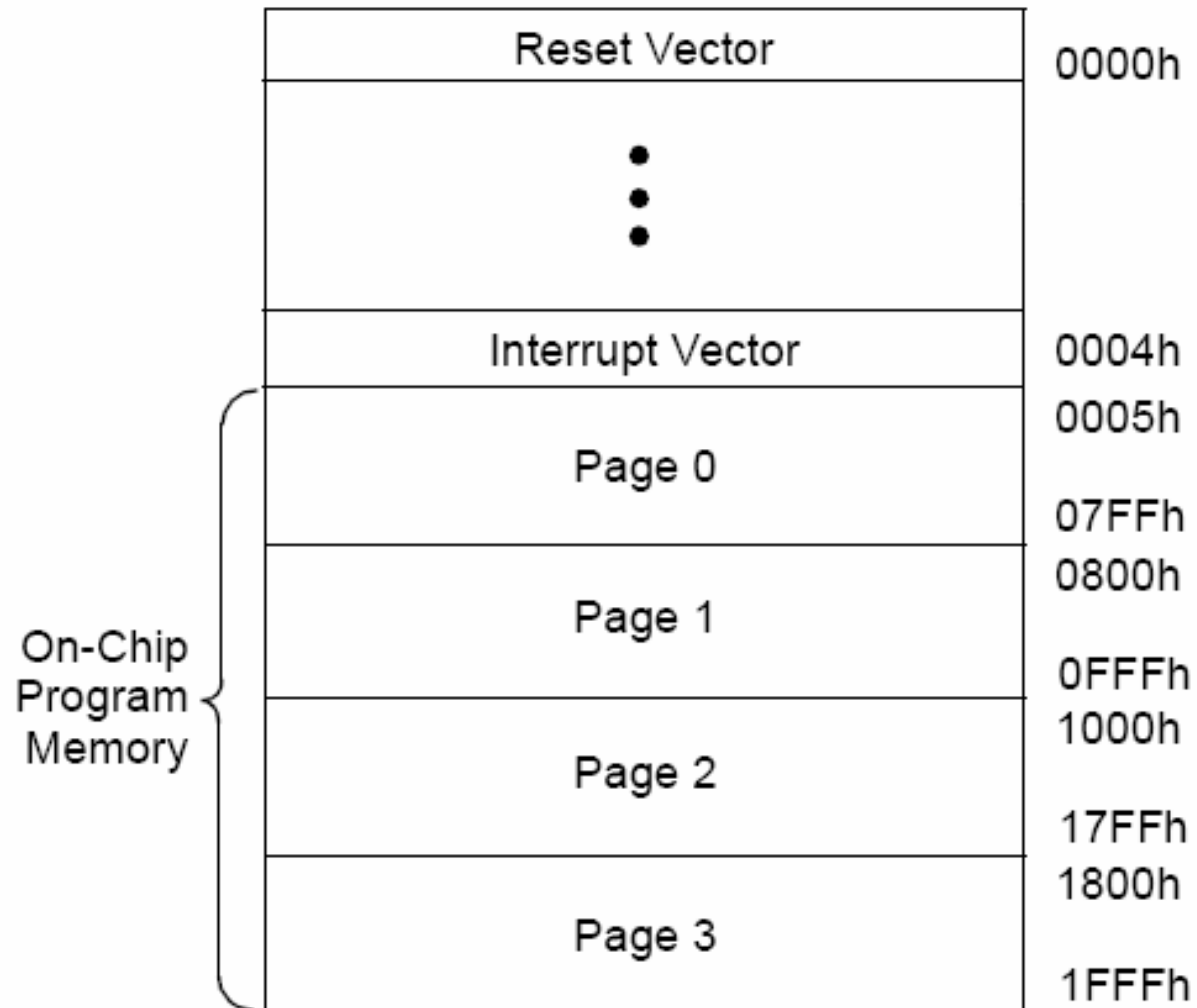 Reset Vector
0000h
Interrupt Vector
0004h
0005h
Page 0
07FFh
0800h
Page 1
0FFFh
On-Chip
Program
Memory
1000h
Page 2
17FFh
1800h
Page 3
1FFFh